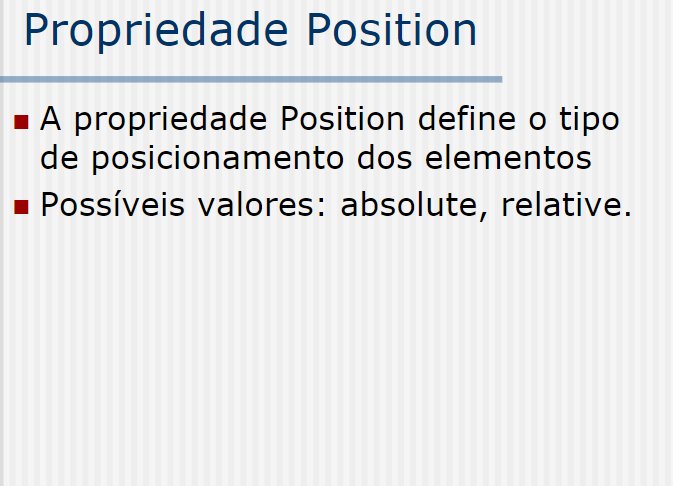 Propriedade Position
A propriedade Position define o tipo
de posicionamento dos elementos
Possíveis valores: absolute, relative.